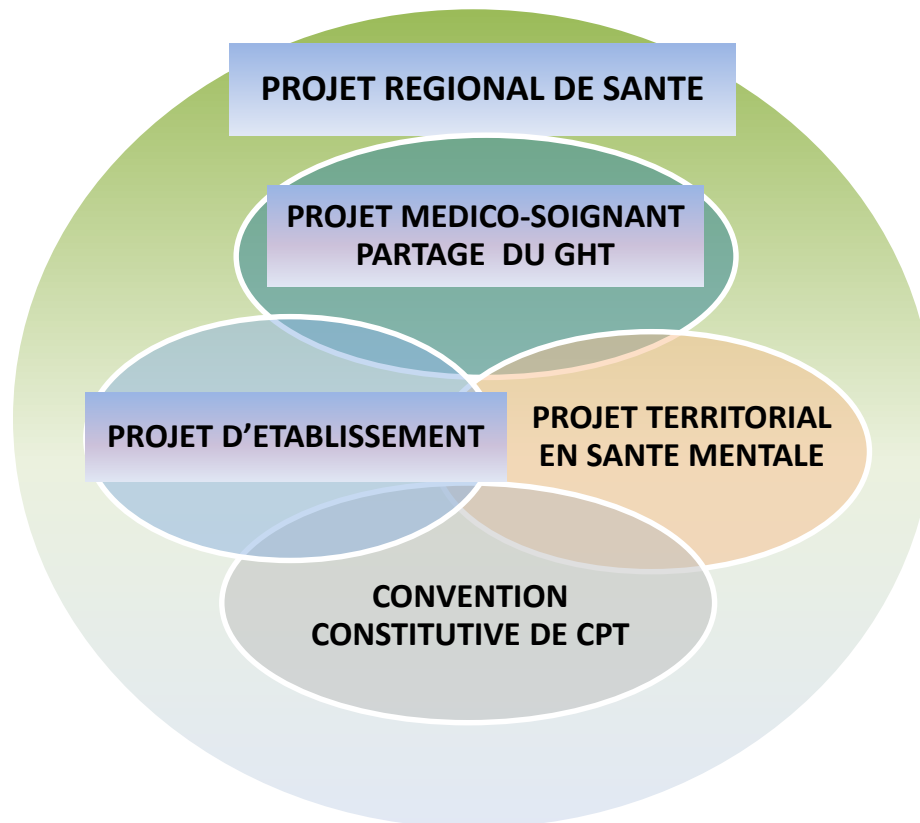 PROJET REGIONAL DE SANTE
PROJET MEDICO-SOIGNANT
PARTAGE DU GHT
PROJET D’ETABLISSEMENT
PROJET TERRITORIAL
EN SANTE MENTALE
CONVENTION
CONSTITUTIVE DE CPT